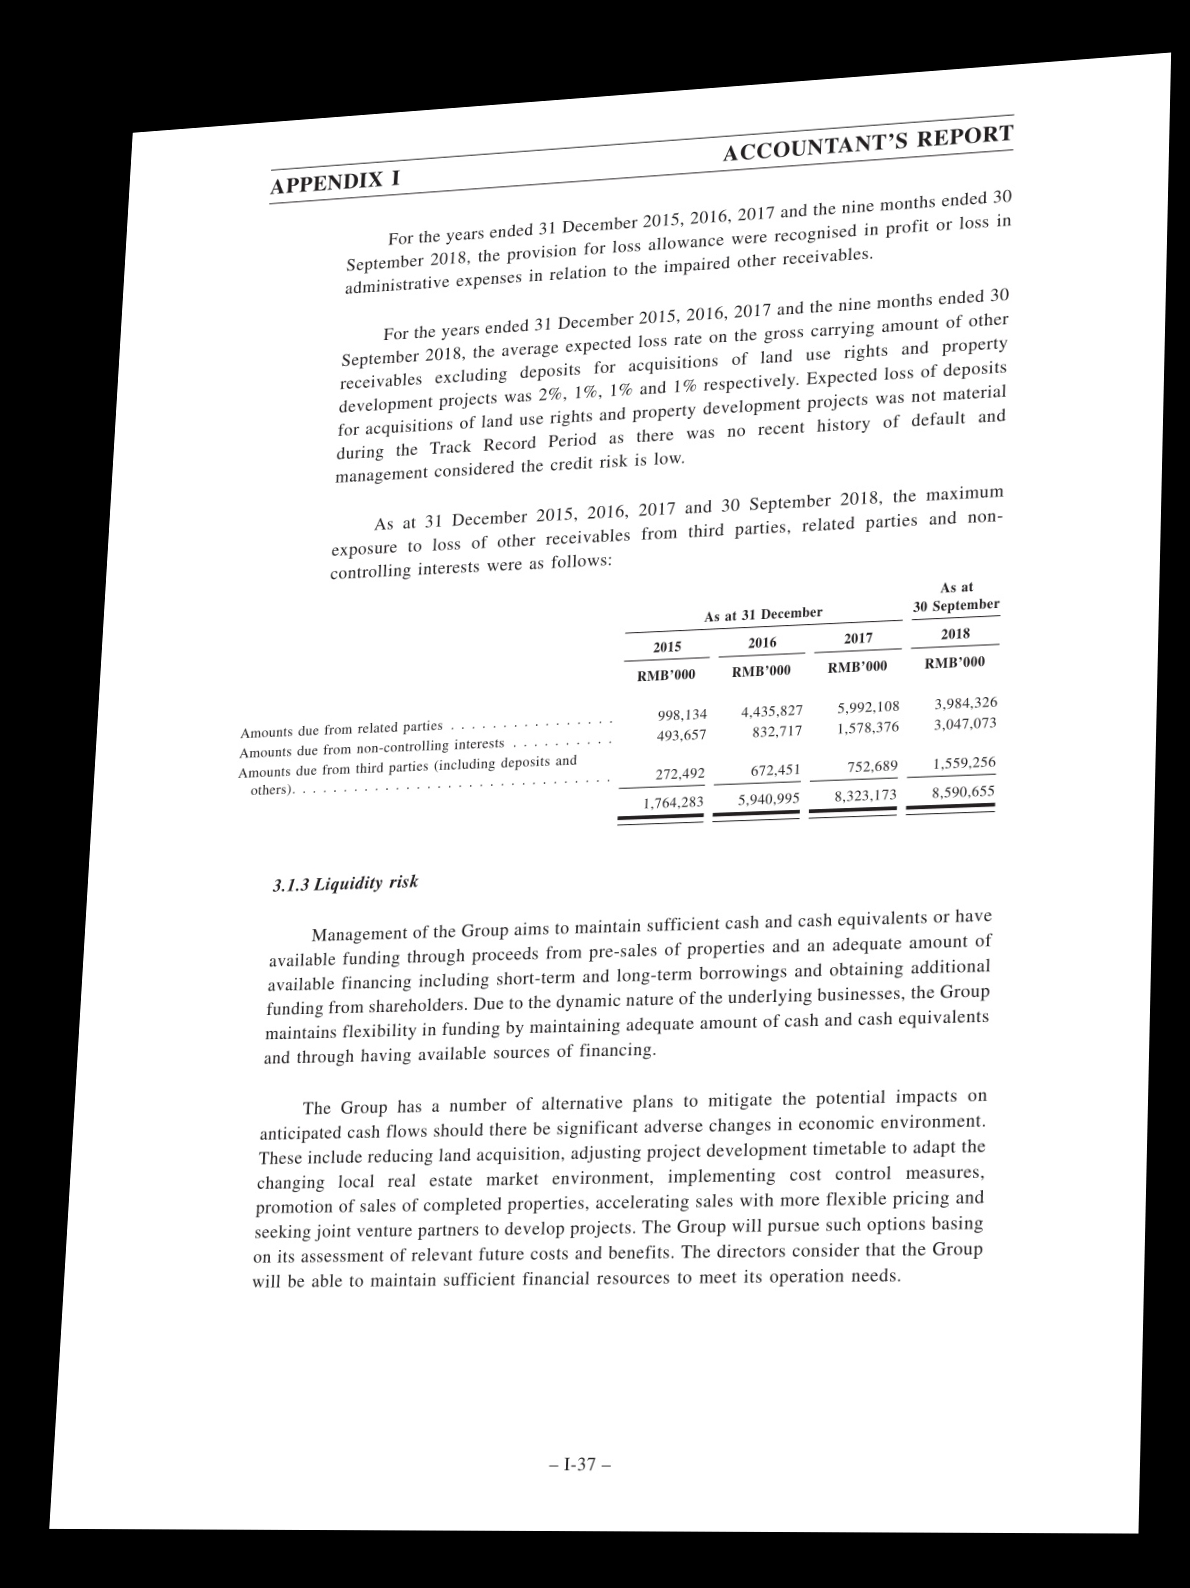 APPENDIX I
ACCOUNTANT'S REPORT
For the years ended 31 December 2015, 2016, 2017 and the nine months ended 30
September 2018, the provision for loss allowance were recognised in profit or loss in
administrative expenses in relation to the impaired other receivables.
For the years ended 31 December 2015, 2016, 2017 and the nine months ended 30
September 2018, the average expected loss rate on the gross carrying amount of other
receivables excluding deposits for acquisitions of land use rights and property
development projects was 2%, 1%, 1% and 1% respectively. Expected loss of deposits
for acquisitions of land use rights and property development projects was not material
during the Track Record Period as there was no recent history of default and
management considered the credit risk is low.
As at 31 December 2015, 2016, 2017 and 30 September 2018, the maximum
exposure to loss of other receivables from third parties, related parties and non-
controlling interests were as follows:
As at 31 December
As at
30 September
2015 2016 2017 2018
RMB'000 RMB'000 RMB'000 RMB'000
Amounts due from related parties . . . . . . . . . . . . . . . . 998,134 4,435,827 5,992,108 3,984,326
Amounts due from non-controlling interests . . . . . . . . . . 493,657 832,717 1,578,376 3,047,073
Amounts due from third parties (including deposits and
others). . . . . . . . . . . . . . . . . . . . . . . . . . . . . . . 272,492 672,451 752,689 1,559,256
1,764,283 5,940,995 8,323,173 8,590,655
3.1.3 Liquidity risk
Management of the Group aims to maintain sufficient cash and cash equivalents or have
available funding through proceeds from pre-sales of properties and an adequate amount of
available financing including short-term and long-term borrowings and obtaining additional
funding from shareholders. Due to the dynamic nature of the underlying businesses, the Group
maintains flexibility in funding by maintaining adequate amount of cash and cash equivalents
and through having available sources of financing.
The Group has a number of alternative plans to mitigate the potential impacts on
anticipated cash flows should there be significant adverse changes in economic environment.
These include reducing land acquisition, adjusting project development timetable to adapt the
changing local real estate market environment, implementing cost control measures,
promotion of sales of completed properties, accelerating sales with more flexible pricing and
seeking joint venture partners to develop projects. The Group will pursue such options basing
on its assessment of relevant future costs and benefits. The directors consider that the Group
will be able to maintain sufficient financial resources to meet its operation needs.
– I-37 –